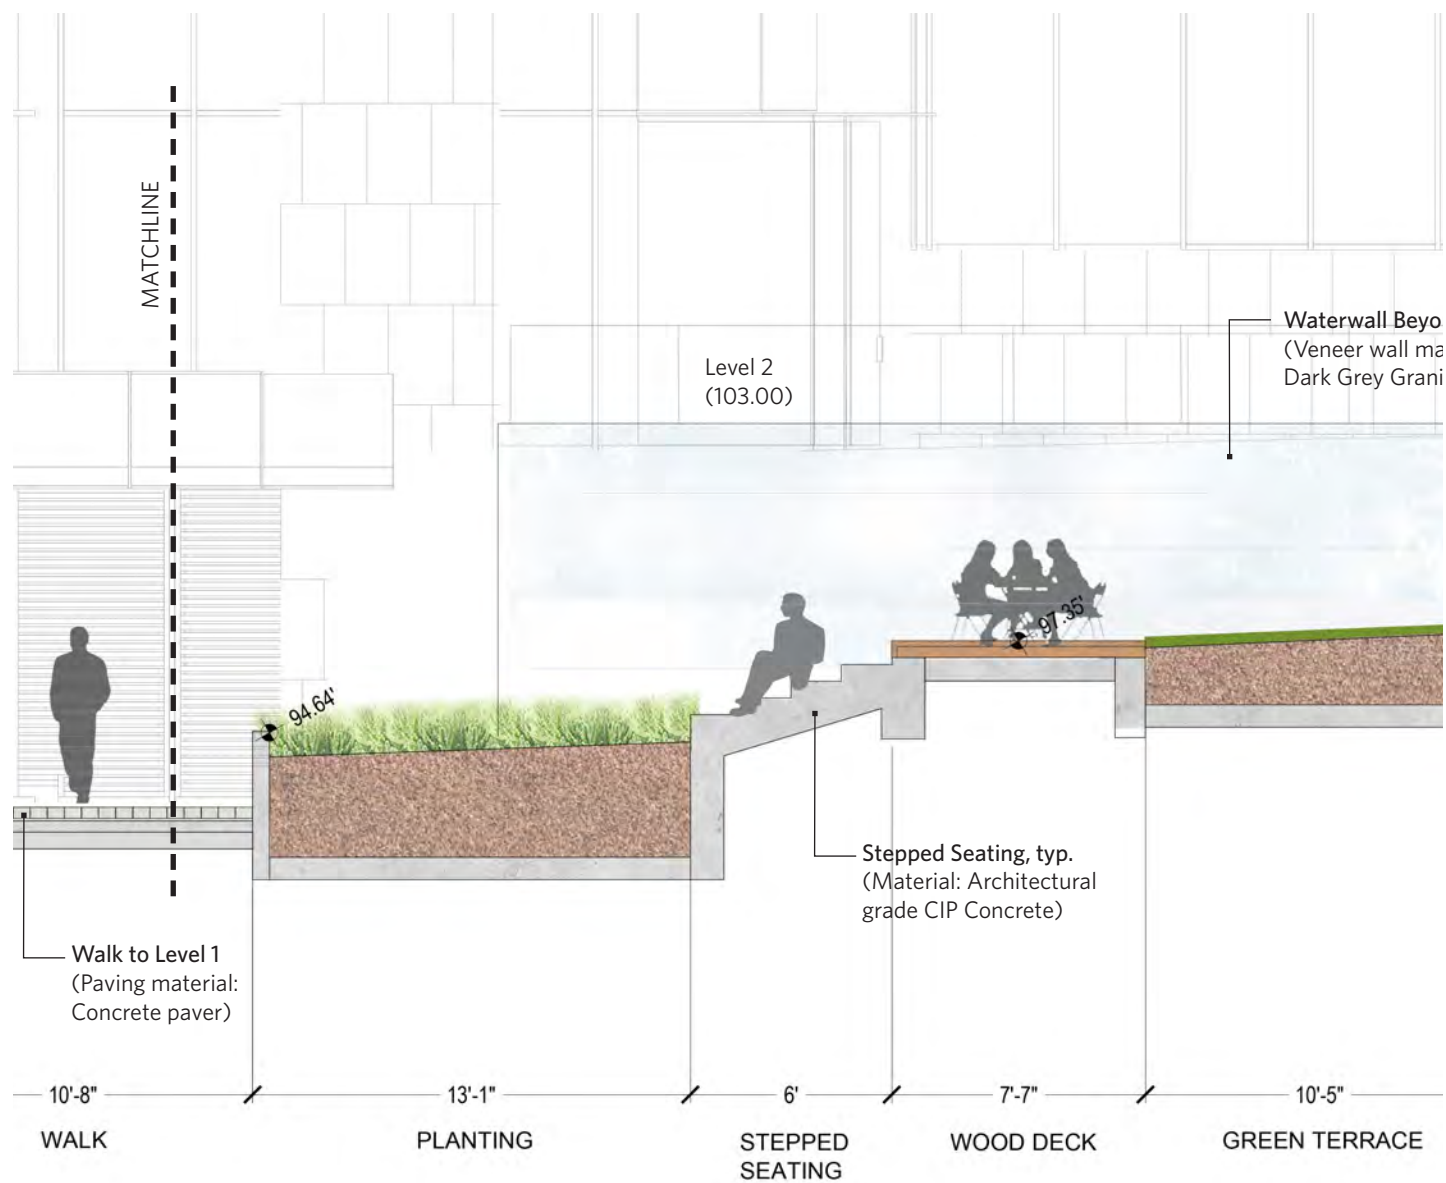 MATCHLINE
Waterwall Beyo
(Veneer wall ma
Dark Grey Grani
Level 2
(103.00)
97.35'
94.64'
Stepped Seating, typ.
(Material: Architectural
grade CIP Concrete)
Walk to Level 1
(Paving material:
Concrete paver)
10'-8" 13'-1" 6' 7'-7" 10'-5"
WALK PLANTING STEPPED WOOD DECK GREEN TERRACE
SEATING